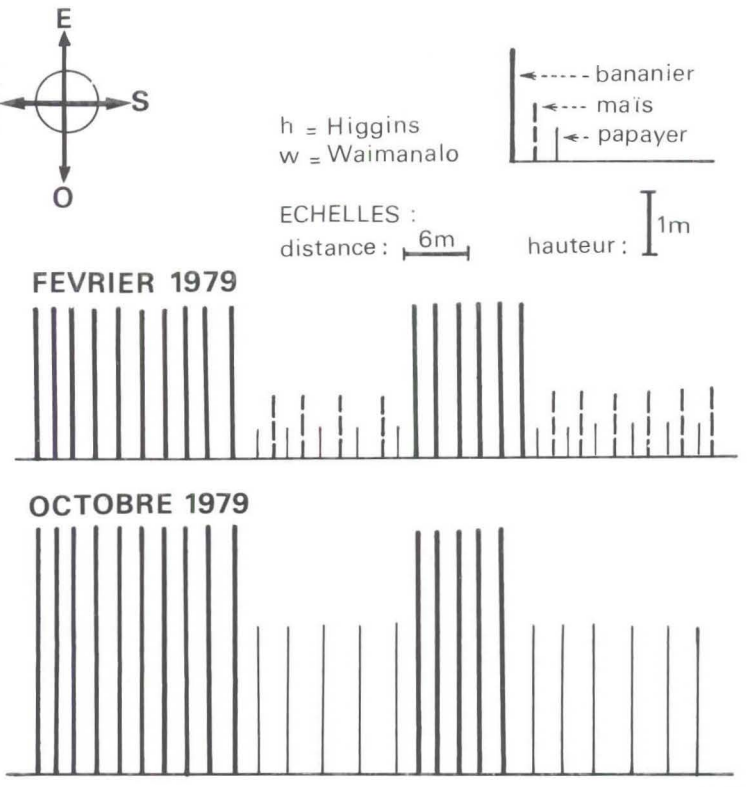 E
S
O
bananier
maïs
papayer
h = Higgins
w = Waimanalo
ECHELLES :
distance : 6m
hauteur : 1m
FEVRIER 1979
OCTOBRE 1979